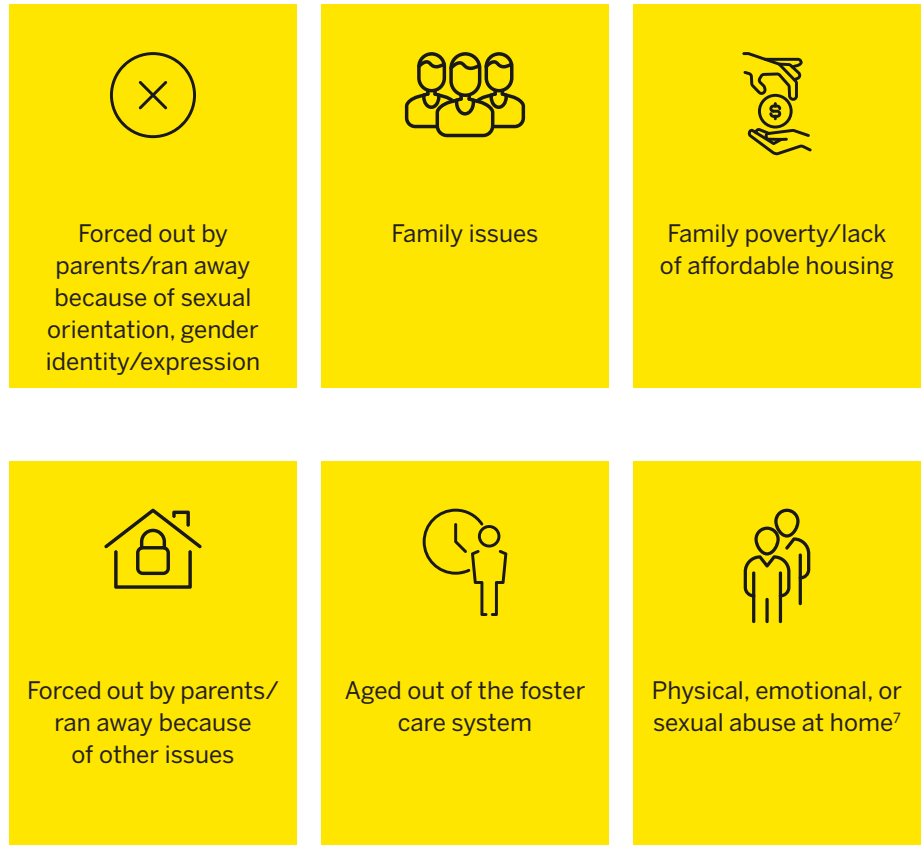 $
Forced out by
parents/ran away
because of sexual
orientation, gender
identity/expression
Family issues
Family poverty/lack
of affordable housing
Forced out by parents/
ran away because
of other issues
Aged out of the foster
care system
Physical, emotional, or
sexual abuse at home⁷